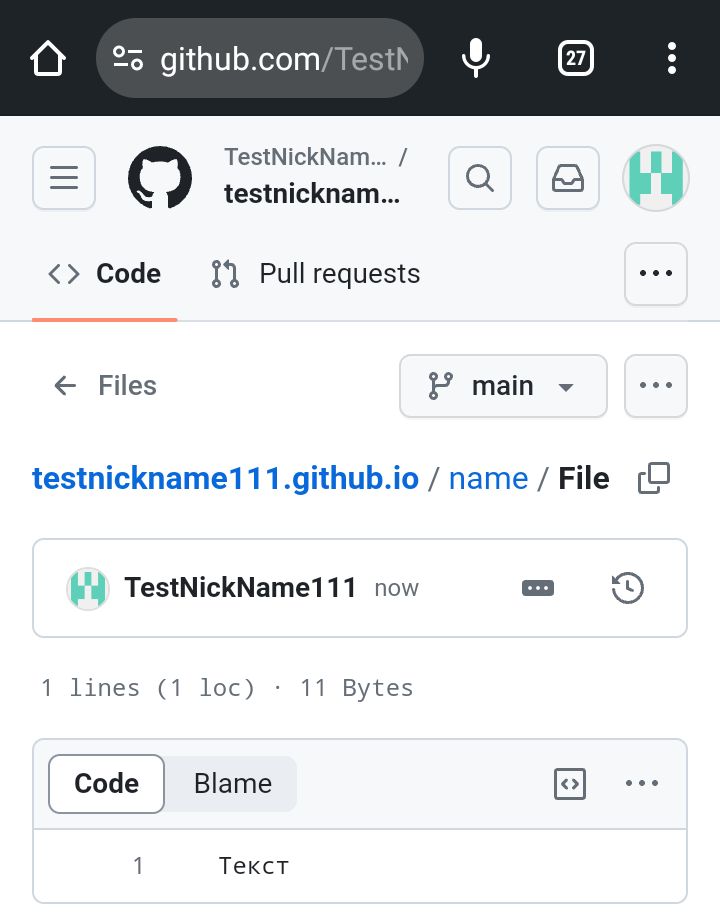 27
github.com/TestN
TestNickNam… /
testnicknam…
Code
Pull requests
Files
main
testnickname111.github.io / name / File
TestNickName111 now
1 lines (1 loc) · 11 Bytes
Code
Blame
1 Текст